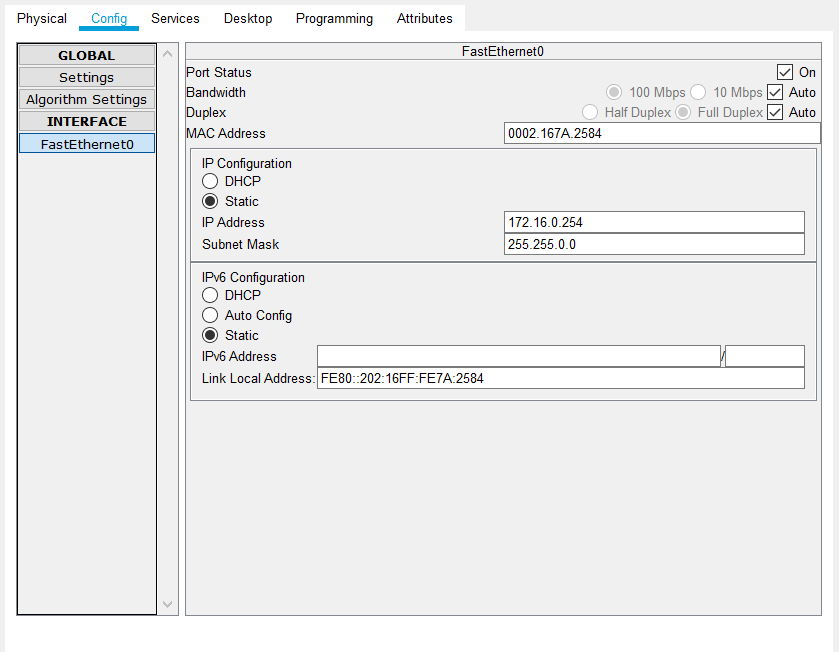 Physical Config Services Desktop Programming Attributes
GLOBAL
Settings
Algorithm Settings
INTERFACE
FastEthernet0
FastEthernet0
Port Status On
Bandwidth 100 Mbps 10 Mbps Auto
Duplex Half Duplex Full Duplex Auto
MAC Address 0002.167A.2584
IP Configuration
DHCP
Static
IP Address 172.16.0.254
Subnet Mask 255.255.0.0
IPv6 Configuration
DHCP
Auto Config
Static
IPv6 Address /
Link Local Address: FE80::202:16FF:FE7A:2584